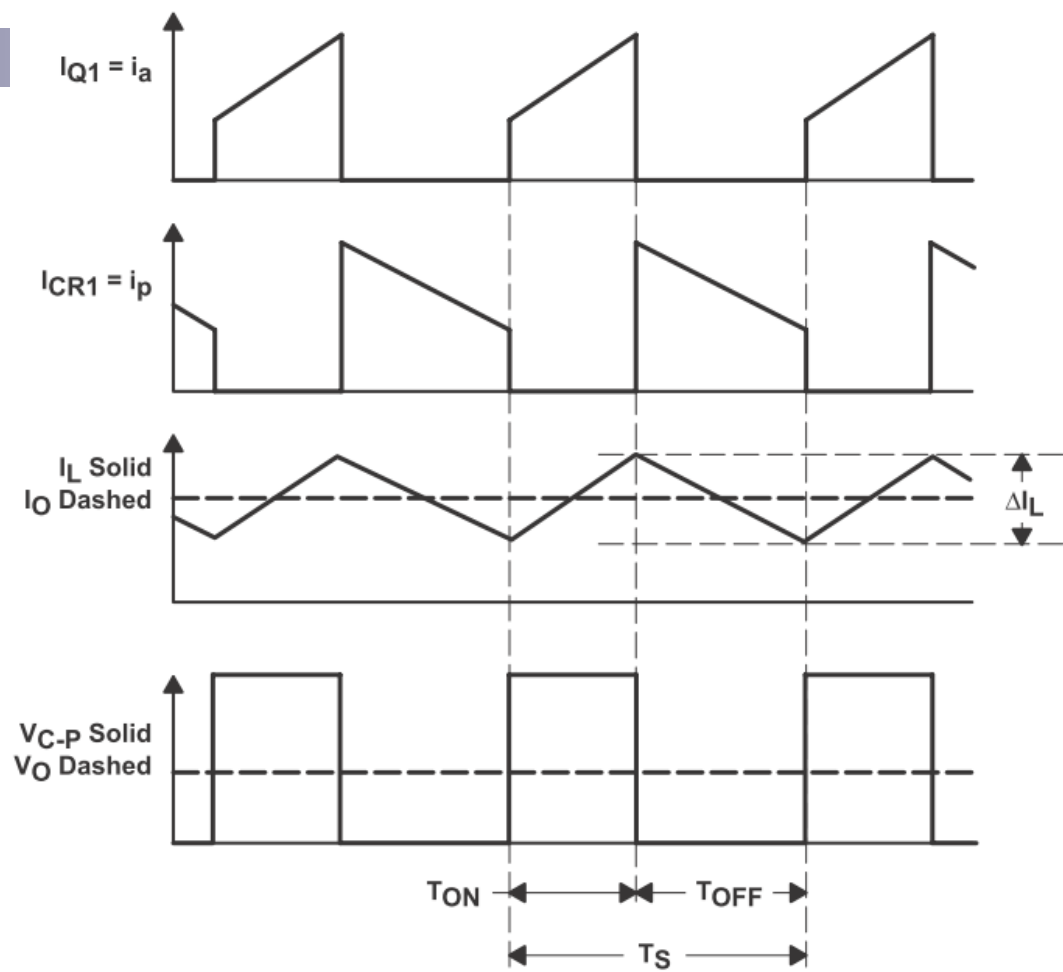 IQ1 = ia
ICR1 = ip
IL Solid
IO Dashed
ΔIL
VC-P Solid
VO Dashed
TON
TOFF
TS